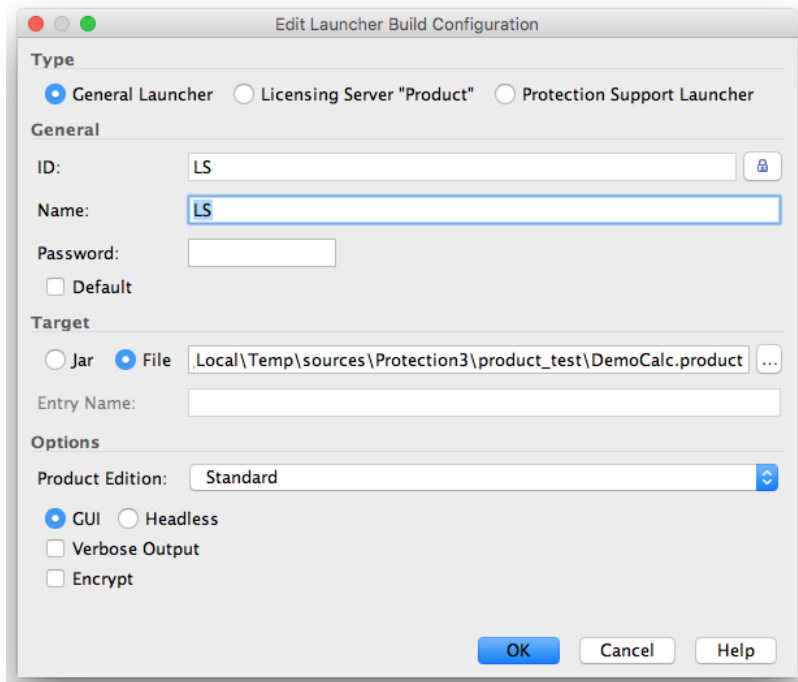 Edit Launcher Build Configuration
Type
General Launcher Licensing Server "Product" Protection Support Launcher
General
ID: LS
Name: LS
Password:
Default
Target
Jar File .Local\Temp\sources\Protection3\product_test\DemoCalc.product ...
Entry Name:
Options
Product Edition: Standard
GUI Headless
Verbose Output
Encrypt
OK Cancel Help